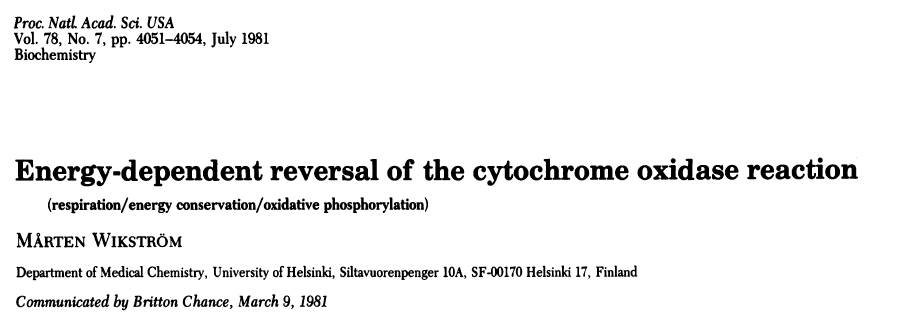 Proc. Natl. Acad. Sci. USA
Vol. 78, No. 7, pp. 4051–4054, July 1981
Biochemistry
Energy-dependent reversal of the cytochrome oxidase reaction
(respiration/energy conservation/oxidative phosphorylation)
MÅRTEN WIKSTRÖM
Department of Medical Chemistry, University of Helsinki, Siltavuorenpenger 10A, SF-00170 Helsinki 17, Finland
Communicated by Britton Chance, March 9, 1981